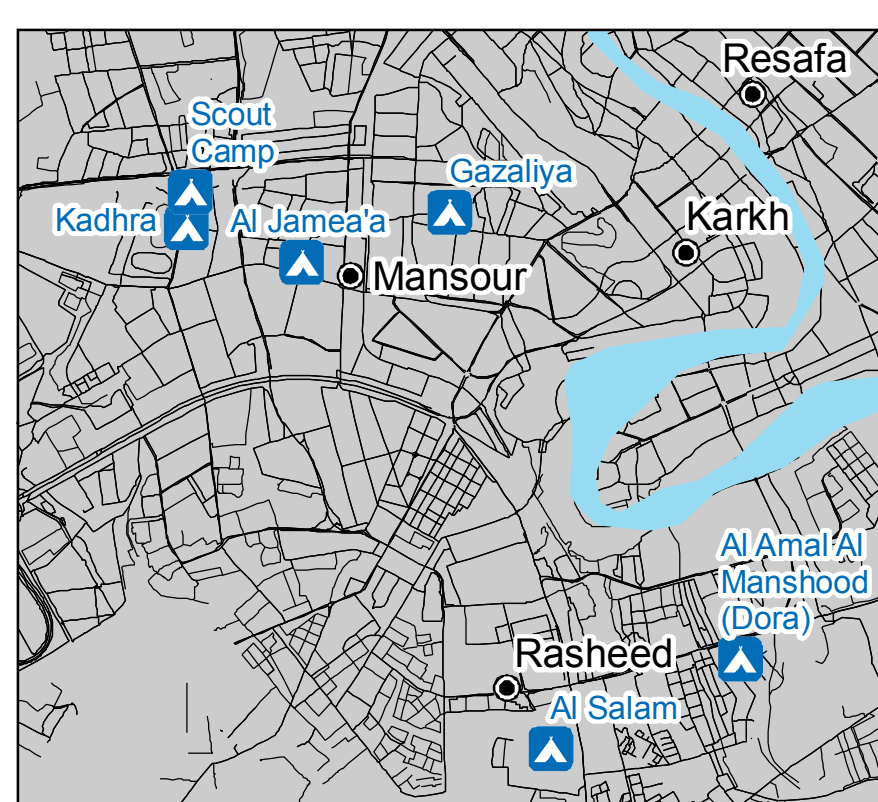 Resafa
Scout
Camp
Gazaliya
Kadhra
Al Jamea'a
Karkh
Mansour
Al Amal Al
Manshood
(Dora)
Rasheed
Al Salam